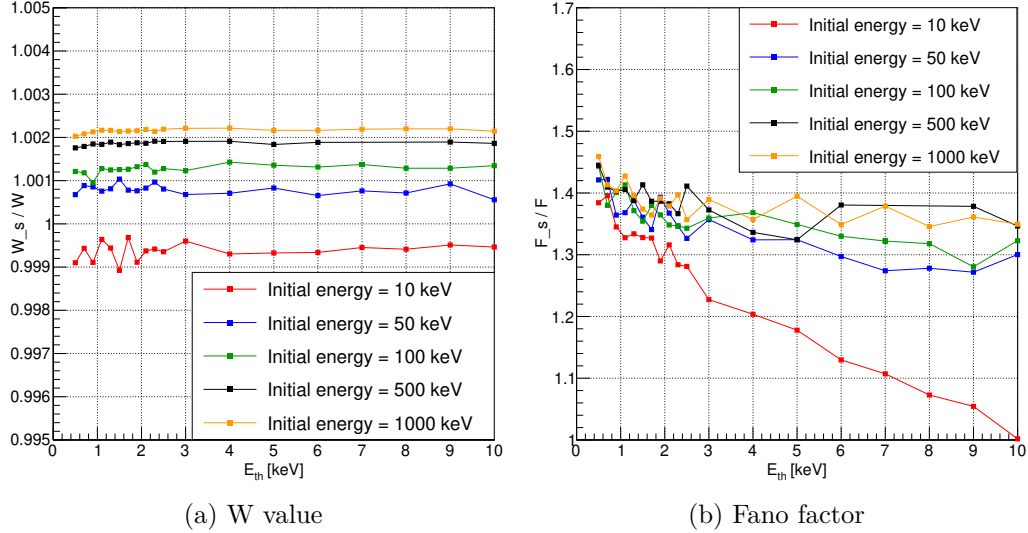 1.005
1.004
1.003
1.002
1.001
1
0.999
0.998
0.997
0.996
0.995
W_s / W
Initial energy = 10 keV
Initial energy = 50 keV
Initial energy = 100 keV
Initial energy = 500 keV
Initial energy = 1000 keV
0 1 2 3 4 5 6 7 8 9 10
E_th [keV]
(a) W value
1.7
1.6
1.5
1.4
1.3
1.2
1.1
1
F_s / F
Initial energy = 10 keV
Initial energy = 50 keV
Initial energy = 100 keV
Initial energy = 500 keV
Initial energy = 1000 keV
0 1 2 3 4 5 6 7 8 9 10
E_th [keV]
(b) Fano factor